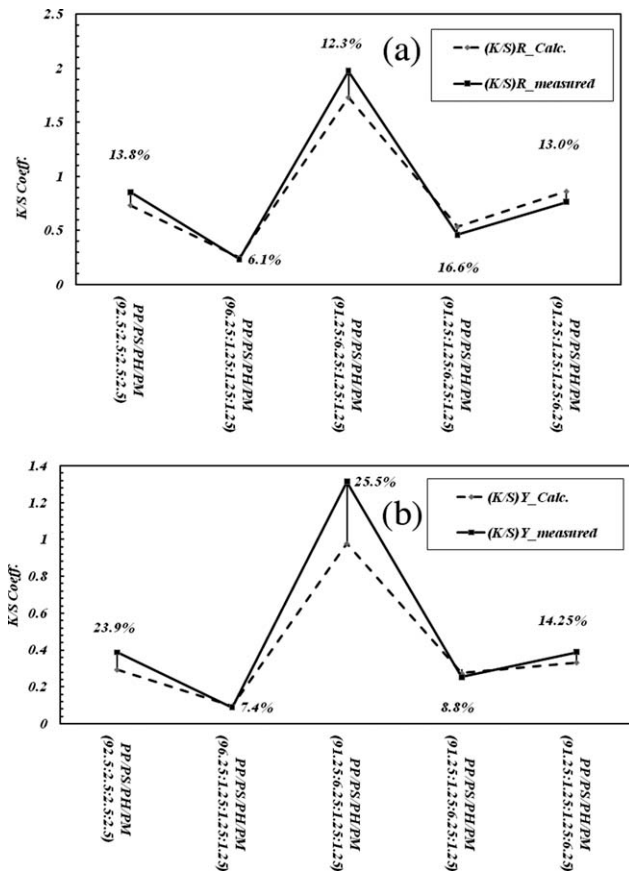 2.5
2
1.5
1
0.5
0
K/S Coeff.
(a)
(K/S)R_Calc.
(K/S)R_measured
13.8%
6.1%
12.3%
16.6%
13.0%
PP/PS/PH/PM
(92.5:2.5:2.5:2.5)
PP/PS/PH/PM
(96.25:1.25:1.25:1.25)
PP/PS/PH/PM
(91.25:6.25:1.25:1.25)
PP/PS/PH/PM
(91.25:1.25:6.25:1.25)
PP/PS/PH/PM
(91.25:1.25:1.25:6.25)
1.4
1.2
1
0.8
0.6
0.4
0.2
0
K/S Coeff.
(b)
(K/S)Y_Calc.
(K/S)Y_measured
23.9%
7.4%
25.5%
8.8%
14.25%
PP/PS/PH/PM
(92.5:2.5:2.5:2.5)
PP/PS/PH/PM
(96.25:1.25:1.25:1.25)
PP/PS/PH/PM
(91.25:6.25:1.25:1.25)
PP/PS/PH/PM
(91.25:1.25:6.25:1.25)
PP/PS/PH/PM
(91.25:1.25:1.25:6.25)